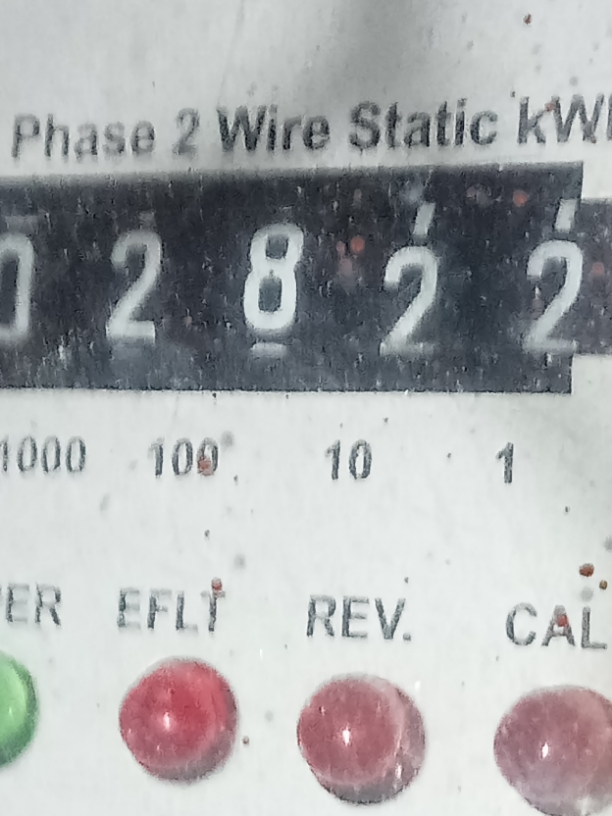 Phase 2 Wire Static
0 2 8 2 2
1000 100 10 1
EFLT REV. CAL